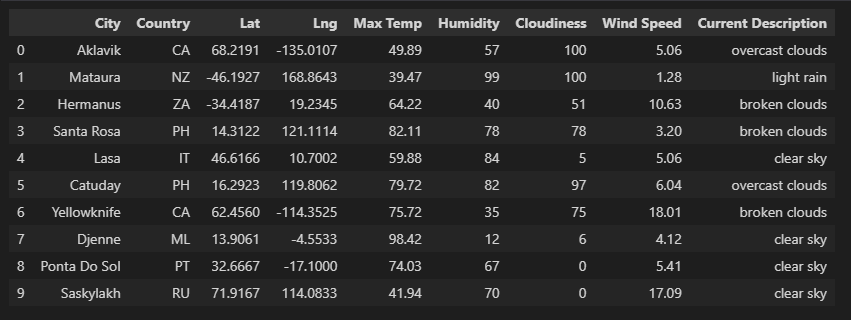 City Country Lat Lng Max Temp Humidity Cloudiness Wind Speed Current Description
0 Aklavik CA 68.2191 -135.0107 49.89 57 100 5.06 overcast clouds
1 Mataura NZ -46.1927 168.8643 39.47 99 100 1.28 light rain
2 Hermanus ZA -34.4187 19.2345 64.22 40 51 10.63 broken clouds
3 Santa Rosa PH 14.3122 121.1114 82.11 78 78 3.20 broken clouds
4 Lasa IT 46.6166 10.7002 59.88 84 5 5.06 clear sky
5 Catuday PH 16.2923 119.8062 79.72 82 97 6.04 overcast clouds
6 Yellowknife CA 62.4560 -114.3525 75.72 35 75 18.01 broken clouds
7 Djenne ML 13.9061 -4.5533 98.42 12 6 4.12 clear sky
8 Ponta Do Sol PT 32.6667 -17.1000 74.03 67 0 5.41 clear sky
9 Saskylakh RU 71.9167 114.0833 41.94 70 0 17.09 clear sky